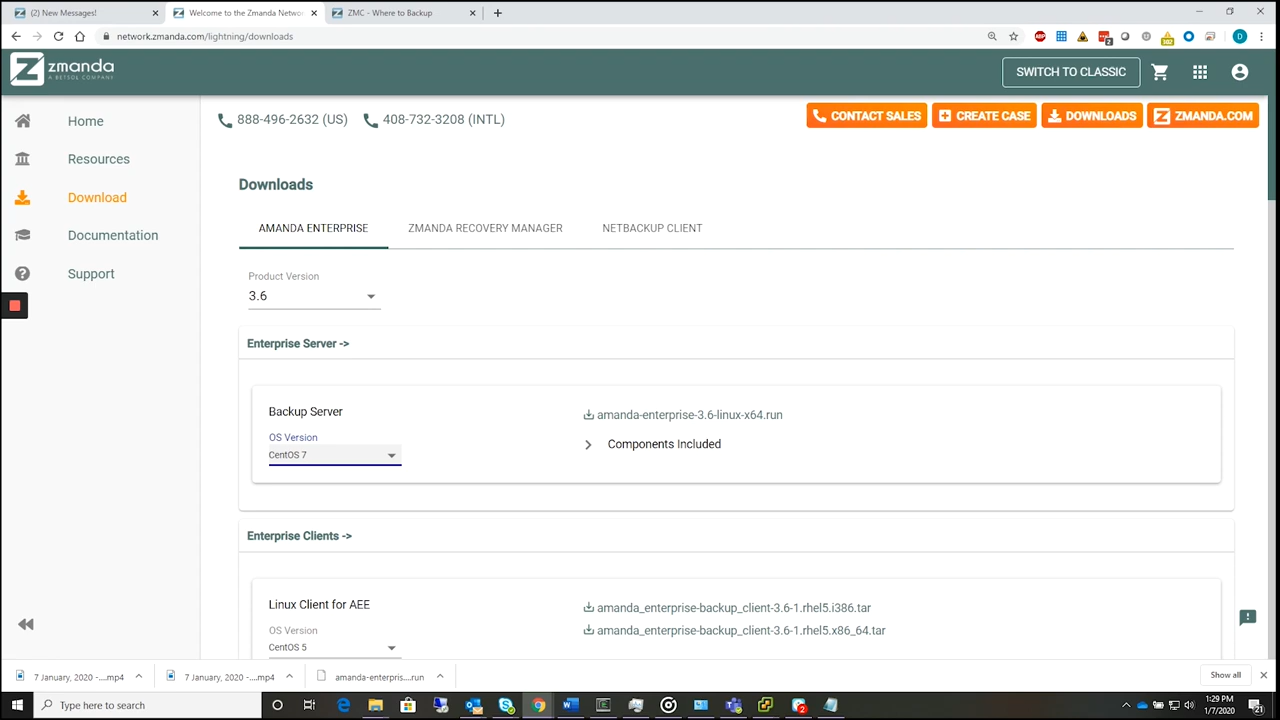 (2) New Messages!
Welcome to the Zmanda Netwo
ZMC - Where to Backup
network.zmanda.com/lightning/downloads
zmanda
A BETSOL COMPANY
SWITCH TO CLASSIC
Home
Resources
Download
Documentation
Support
888-496-2632 (US)
408-732-3208 (INTL)
CONTACT SALES
CREATE CASE
DOWNLOADS
ZMANDA.COM
Downloads
AMANDA ENTERPRISE
ZMANDA RECOVERY MANAGER
NETBACKUP CLIENT
Product Version
3.6
Enterprise Server ->
Backup Server
OS Version
CentOS 7
amanda-enterprise-3.6-linux-x64.run
Components Included
Enterprise Clients ->
Linux Client for AEE
OS Version
CentOS 5
amanda_enterprise-backup_client-3.6-1.rhel5.i386.tar
amanda_enterprise-backup_client-3.6-1.rhel5.x86_64.tar
7 January, 2020 -....mp4
7 January, 2020 -....mp4
amanda-enterpris....run
Show all
Type here to search
1:29 PM
1/7/2020